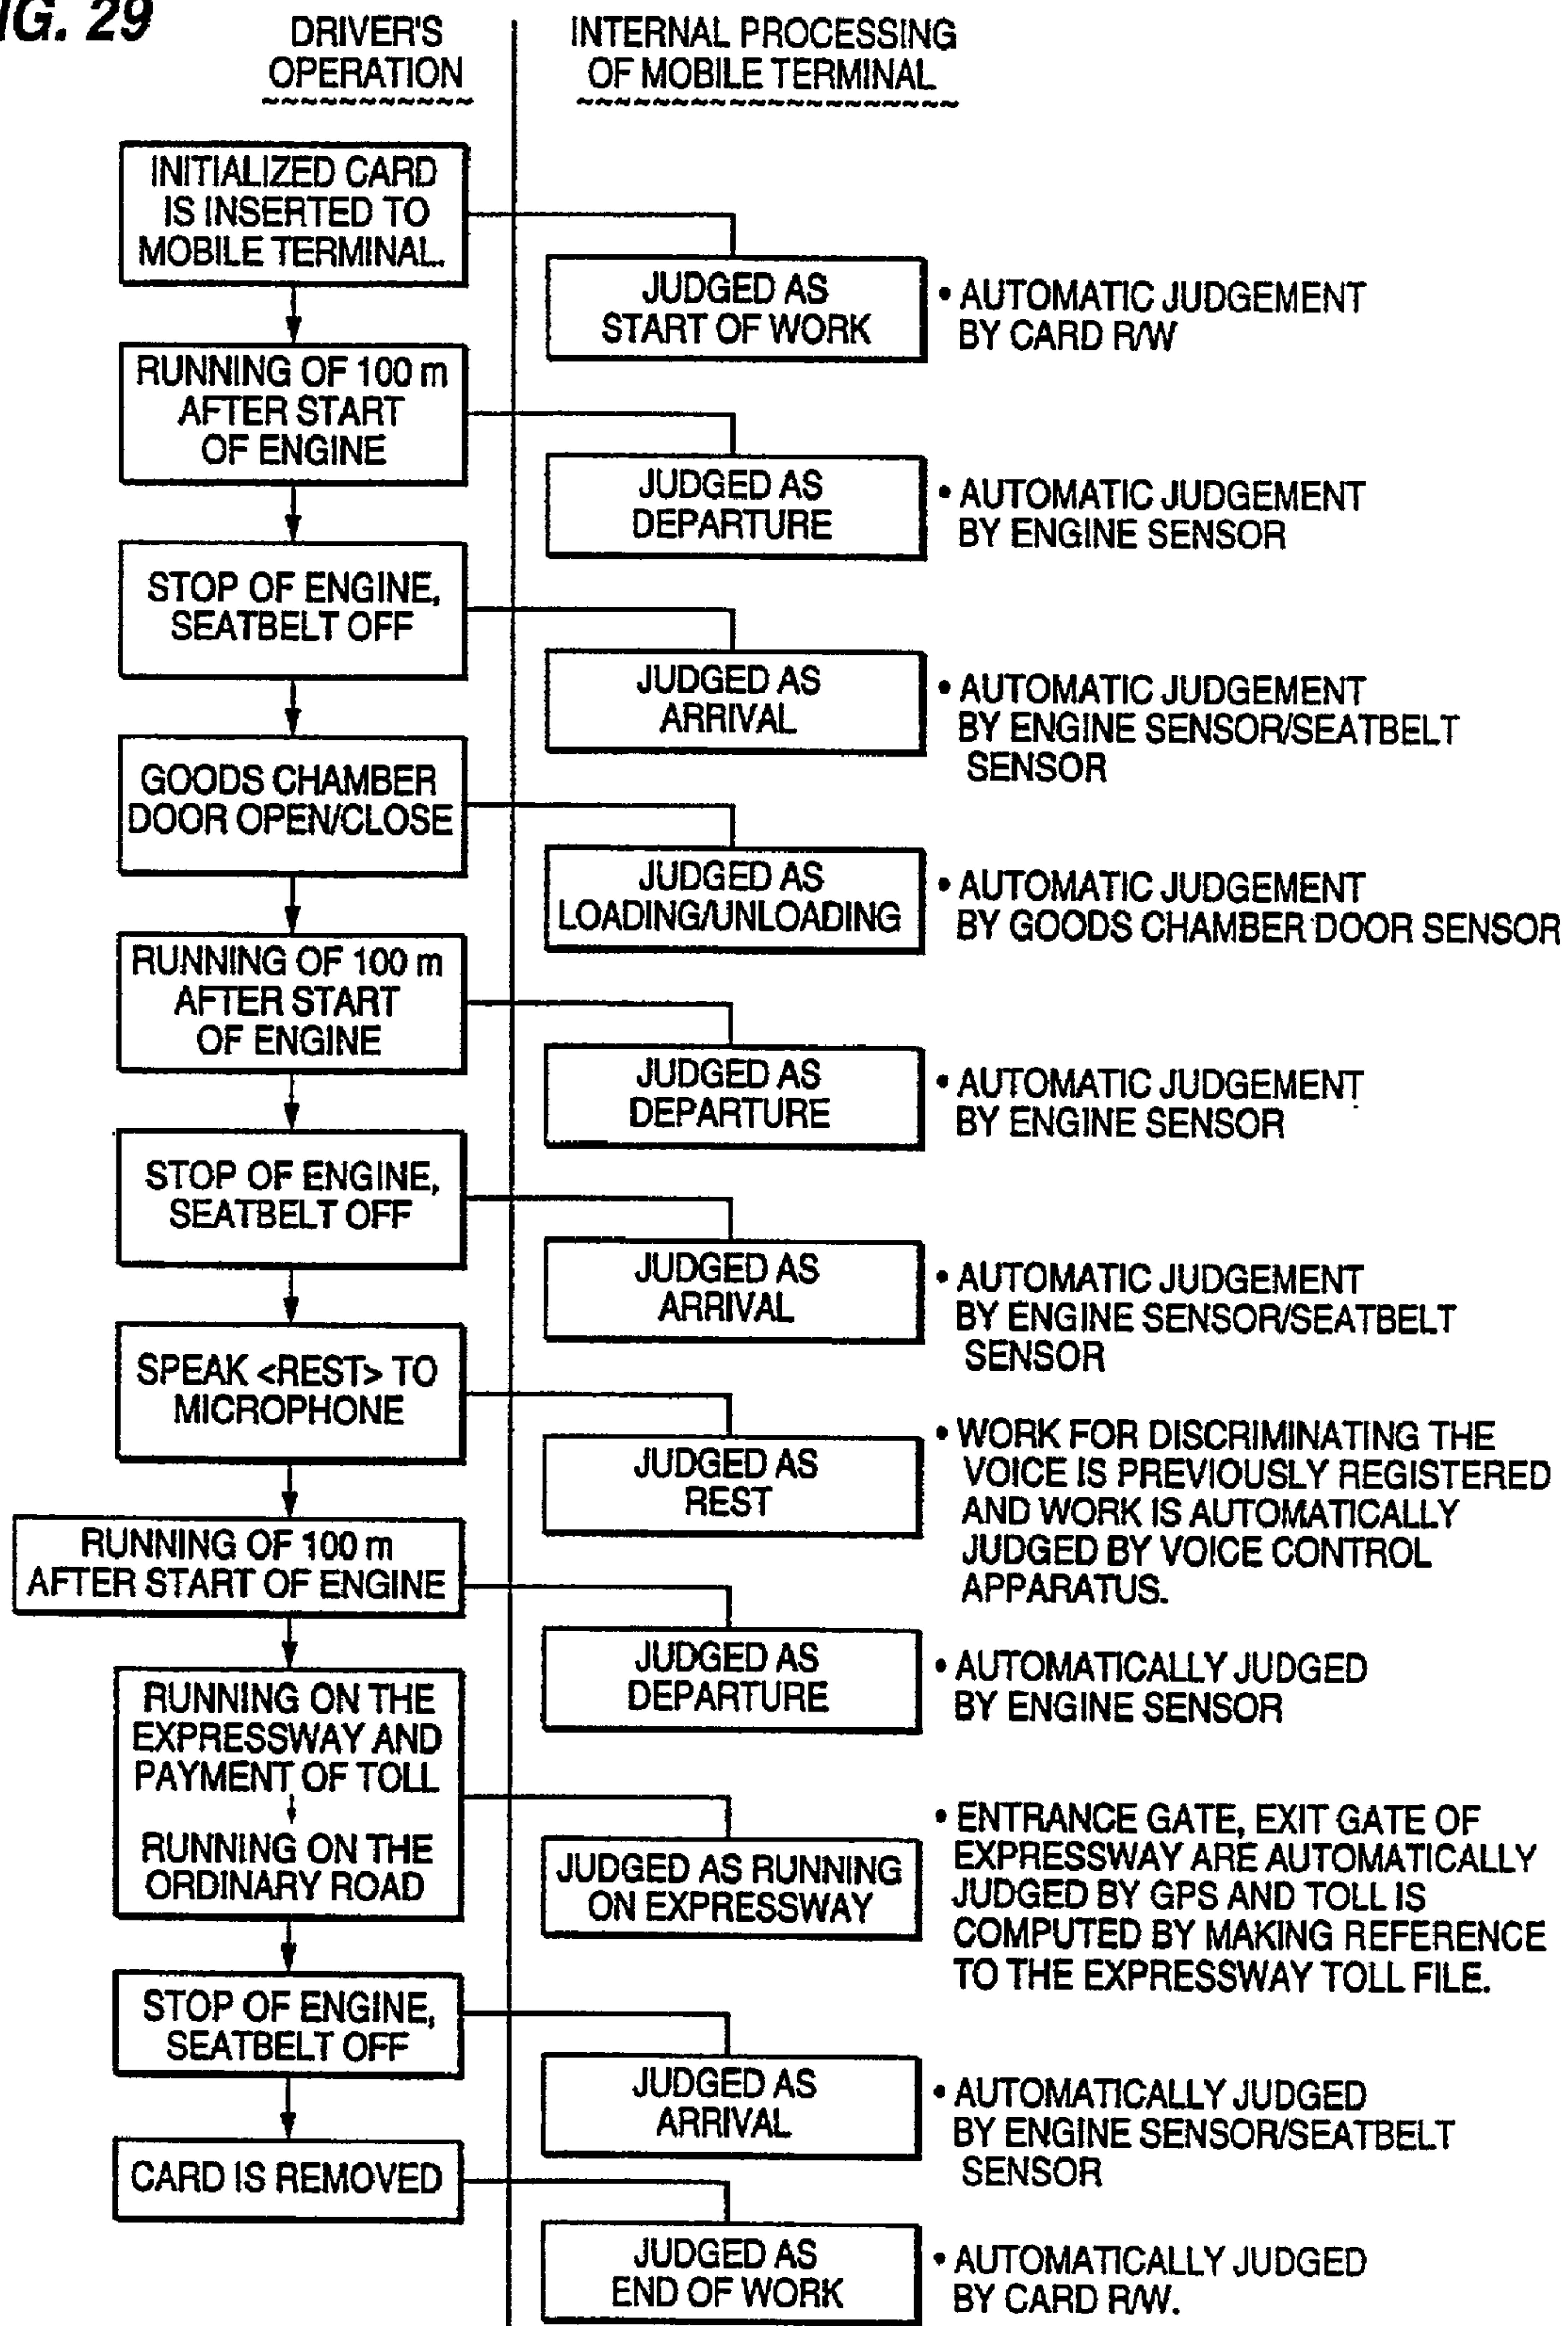 IG. 29
DRIVER'S
OPERATION
INTERNAL PROCESSING
OF MOBILE TERMINAL
INITIALIZED CARD
IS INSERTED TO
MOBILE TERMINAL.
JUDGED AS
START OF WORK
• AUTOMATIC JUDGEMENT
BY CARD R/W
RUNNING OF 100 m
AFTER START
OF ENGINE
JUDGED AS
DEPARTURE
• AUTOMATIC JUDGEMENT
BY ENGINE SENSOR
STOP OF ENGINE,
SEATBELT OFF
JUDGED AS
ARRIVAL
• AUTOMATIC JUDGEMENT
BY ENGINE SENSOR/SEATBELT
SENSOR
GOODS CHAMBER
DOOR OPEN/CLOSE
JUDGED AS
LOADING/UNLOADING
• AUTOMATIC JUDGEMENT
BY GOODS CHAMBER DOOR SENSOR
RUNNING OF 100 m
AFTER START
OF ENGINE
JUDGED AS
DEPARTURE
• AUTOMATIC JUDGEMENT
BY ENGINE SENSOR
STOP OF ENGINE,
SEATBELT OFF
JUDGED AS
ARRIVAL
• AUTOMATIC JUDGEMENT
BY ENGINE SENSOR/SEATBELT
SENSOR
SPEAK <REST> TO
MICROPHONE
JUDGED AS
REST
• WORK FOR DISCRIMINATING THE
VOICE IS PREVIOUSLY REGISTERED
AND WORK IS AUTOMATICALLY
JUDGED BY VOICE CONTROL
APPARATUS.
RUNNING OF 100 m
AFTER START OF ENGINE
JUDGED AS
DEPARTURE
• AUTOMATICALLY JUDGED
BY ENGINE SENSOR
RUNNING ON THE
EXPRESSWAY AND
PAYMENT OF TOLL
RUNNING ON THE
ORDINARY ROAD
JUDGED AS RUNNING
ON EXPRESSWAY
• ENTRANCE GATE, EXIT GATE OF
EXPRESSWAY ARE AUTOMATICALLY
JUDGED BY GPS AND TOLL IS
COMPUTED BY MAKING REFERENCE
TO THE EXPRESSWAY TOLL FILE.
STOP OF ENGINE,
SEATBELT OFF
JUDGED AS
ARRIVAL
• AUTOMATICALLY JUDGED
BY ENGINE SENSOR/SEATBELT
SENSOR
CARD IS REMOVED
JUDGED AS
END OF WORK
• AUTOMATICALLY JUDGED
BY CARD R/W.